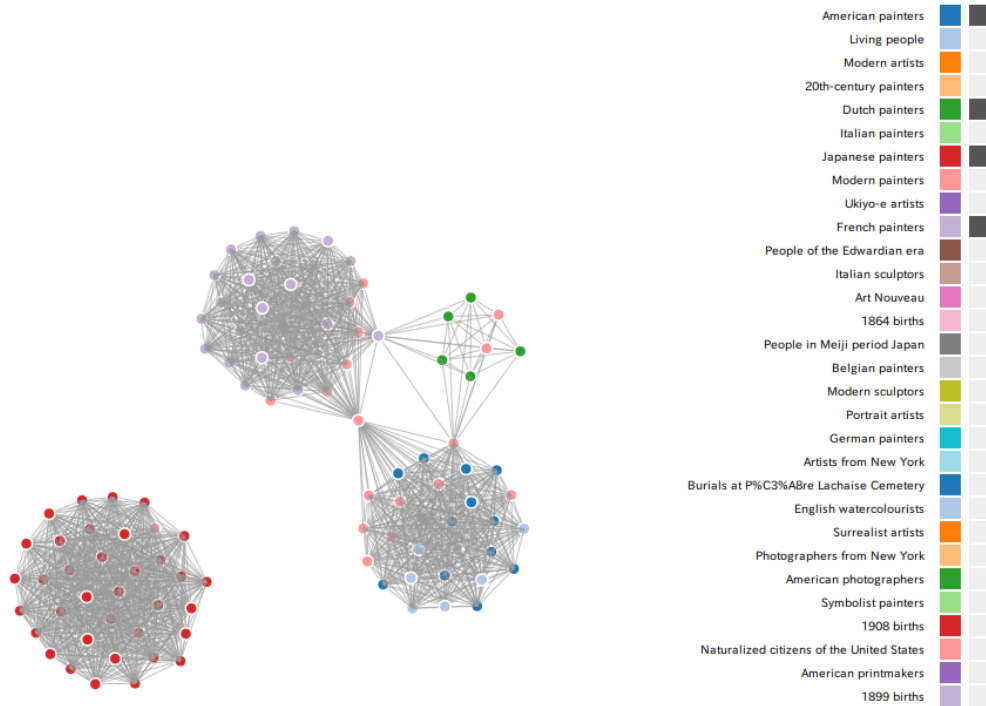 American painters
Living people
Modern artists
20th-century painters
Dutch painters
Italian painters
Japanese painters
Modern painters
Ukiyo-e artists
French painters
People of the Edwardian era
Italian sculptors
Art Nouveau
1864 births
People in Meiji period Japan
Belgian painters
Modern sculptors
Portrait artists
German painters
Artists from New York
Burials at P%C3%A8re Lachaise Cemetery
English watercolourists
Surrealist artists
Photographers from New York
American photographers
Symbolist painters
1908 births
Naturalized citizens of the United States
American printmakers
1899 births